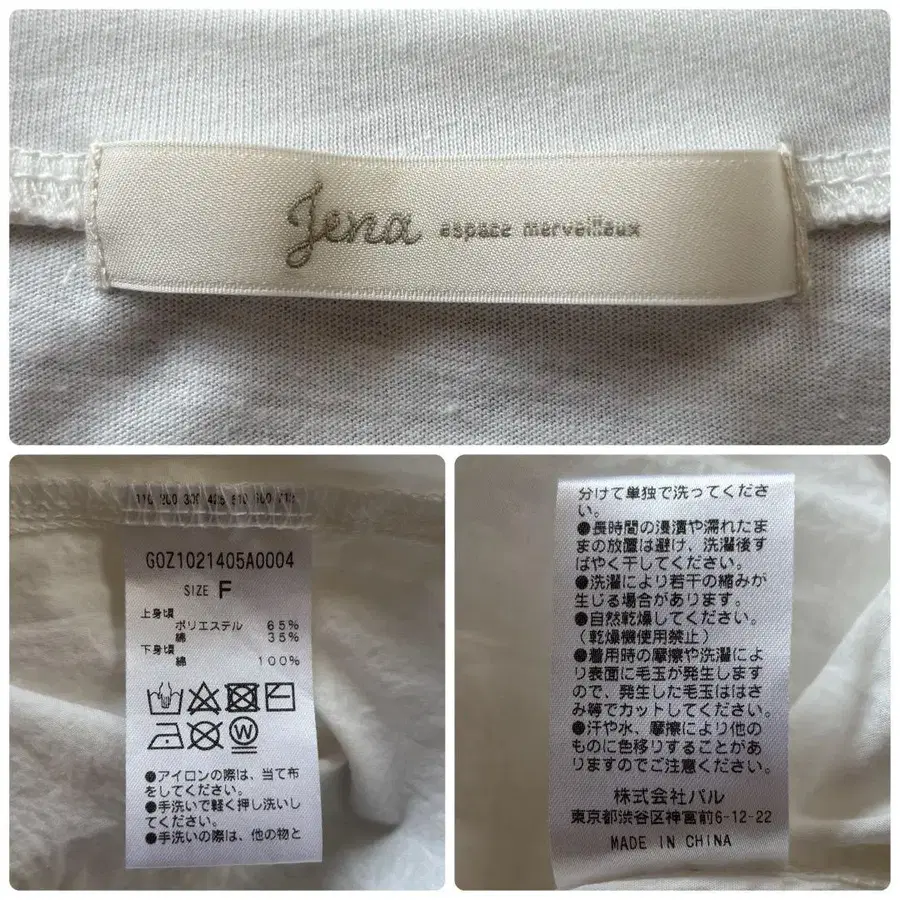 Jena espace merveilleux
110 200 300 405 510 600 710
G0Z1021405A0004
SIZE F
上身頃
ポリエステル 65%
綿 35%
下身頃
綿 100%
W
●アイロンの際は、当て布
をしてください。
●手洗いで軽く押し洗いし
てください。
●手洗いの際は、他の物と
分けて単独で洗ってくださ
い。
●長時間の浸漬や濡れたま
まの放置は避け、洗濯後す
ばやく干してください。
●洗濯により若干の縮みが
生じる場合があります。
●自然乾燥してください。
(乾燥機使用禁止)
●着用時の摩擦や洗濯によ
り表面に毛玉が発生します
ので、発生した毛玉ははさ
み等でカットしてください。
●汗や水、摩擦により他の
ものに色移りすることがあ
りますのでご注意ください。
株式会社パル
東京都渋谷区神宮前6-12-22
MADE IN CHINA